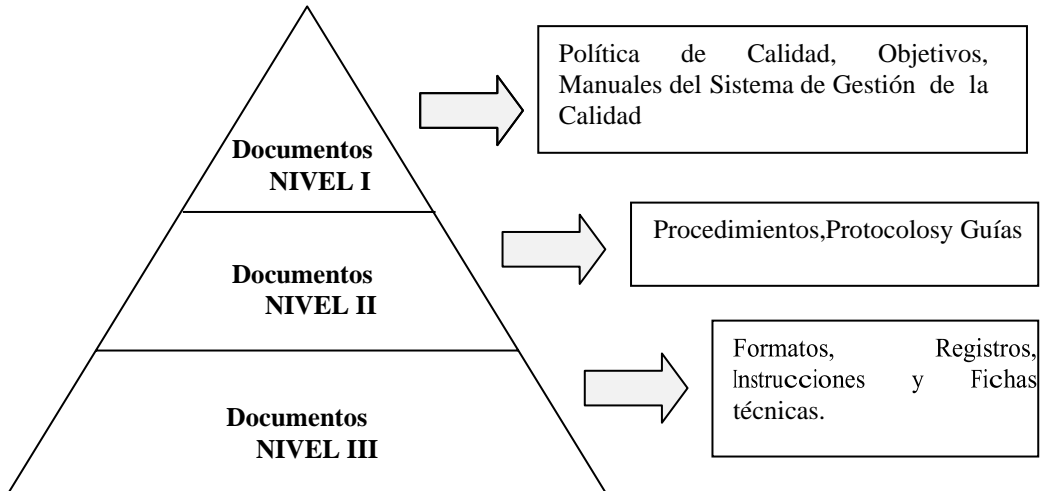 Política de Calidad, Objetivos,
Manuales del Sistema de Gestión de la
Calidad
Documentos
NIVEL I
Procedimientos,Protocolosy Guías
Documentos
NIVEL II
Formatos, Registros,
Instrucciones y Fichas
técnicas.
Documentos
NIVEL III